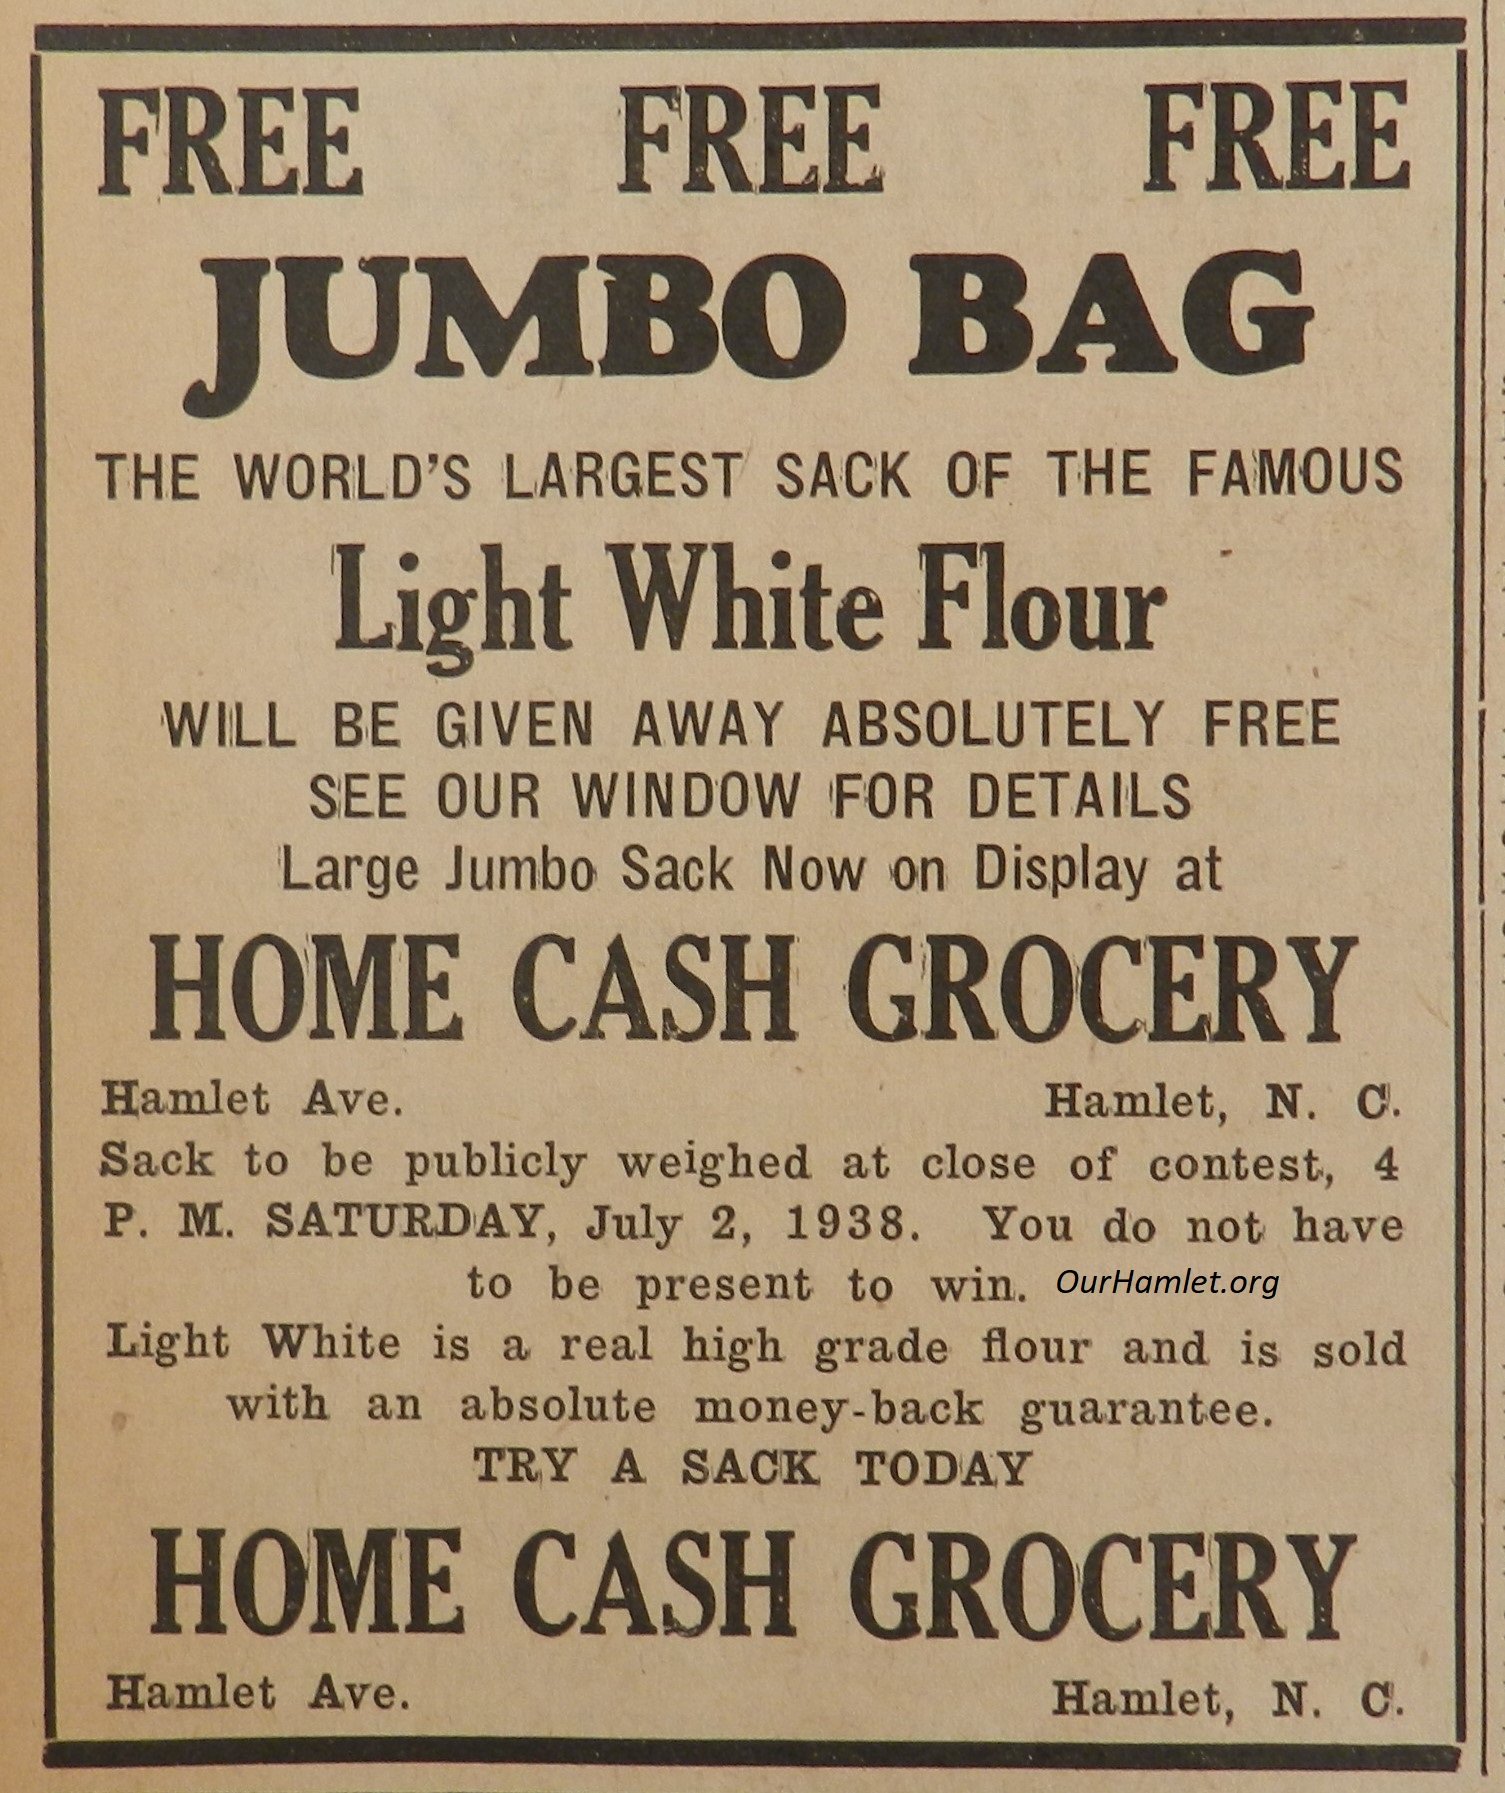 FREE FREE FREE
JUMBO BAG
THE WORLD'S LARGEST SACK OF THE FAMOUS
Light White Flour
WILL BE GIVEN AWAY ABSOLUTELY FREE
SEE OUR WINDOW FOR DETAILS
Large Jumbo Sack Now on Display at
HOME CASH GROCERY
Hamlet Ave. Hamlet, N. C.
Sack to be publicly weighed at close of contest, 4
P. M. SATURDAY, July 2, 1938. You do not have
to be present to win. OurHamlet.org
Light White is a real high grade flour and is sold
with an absolute money-back guarantee.
TRY A SACK TODAY
HOME CASH GROCERY
Hamlet Ave. Hamlet, N. C.